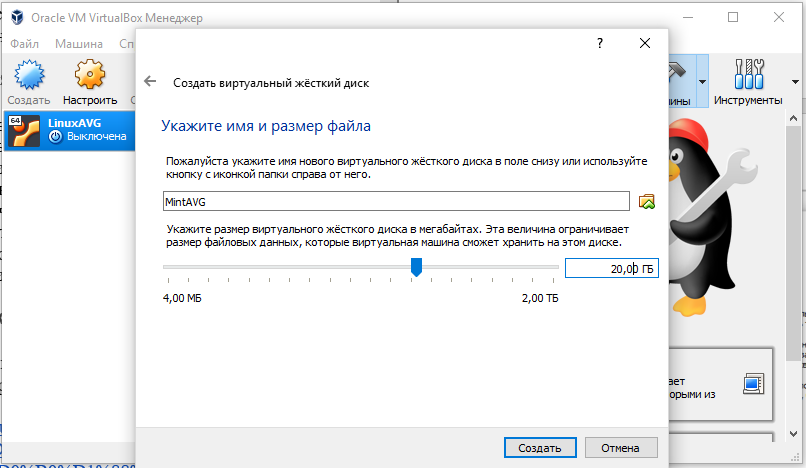 Oracle VM VirtualBox Менеджер
Файл Машина Сп
?
Создать виртуальный жёсткий диск
Создать Настроить С
ины Инструменты
64
LinuxAVG
Выключена
Укажите имя и размер файла
Пожалуйста укажите имя нового виртуального жёсткого диска в поле снизу или используйте
кнопку с иконкой папки справа от него.
MintAVG
Укажите размер виртуального жёсткого диска в мегабайтах. Эта величина ограничивает
размер файловых данных, которые виртуальная машина сможет хранить на этом диске.
20,00 ГБ
4,00 МБ 2,00 ТБ
ает
орыми из
Создать Отмена